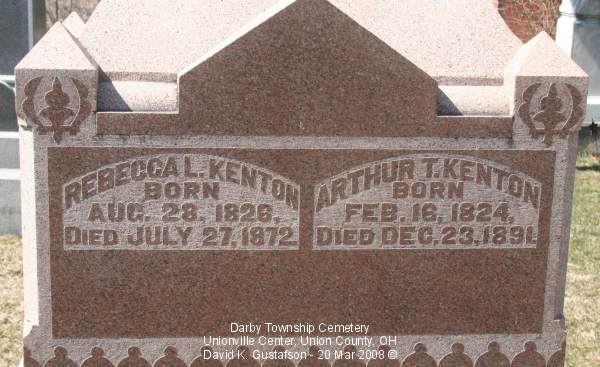 REBECCA L. KENTON
BORN
AUG. 28, 1826,
DIED JULY 27, 1872.
ARTHUR T. KENTON
BORN
FEB. 16, 1824,
DIED DEC. 23, 1891.
Darby Township Cemetery
Unionville Center, Union County, OH
David K. Gustafson - 20 Mar 2008 ©